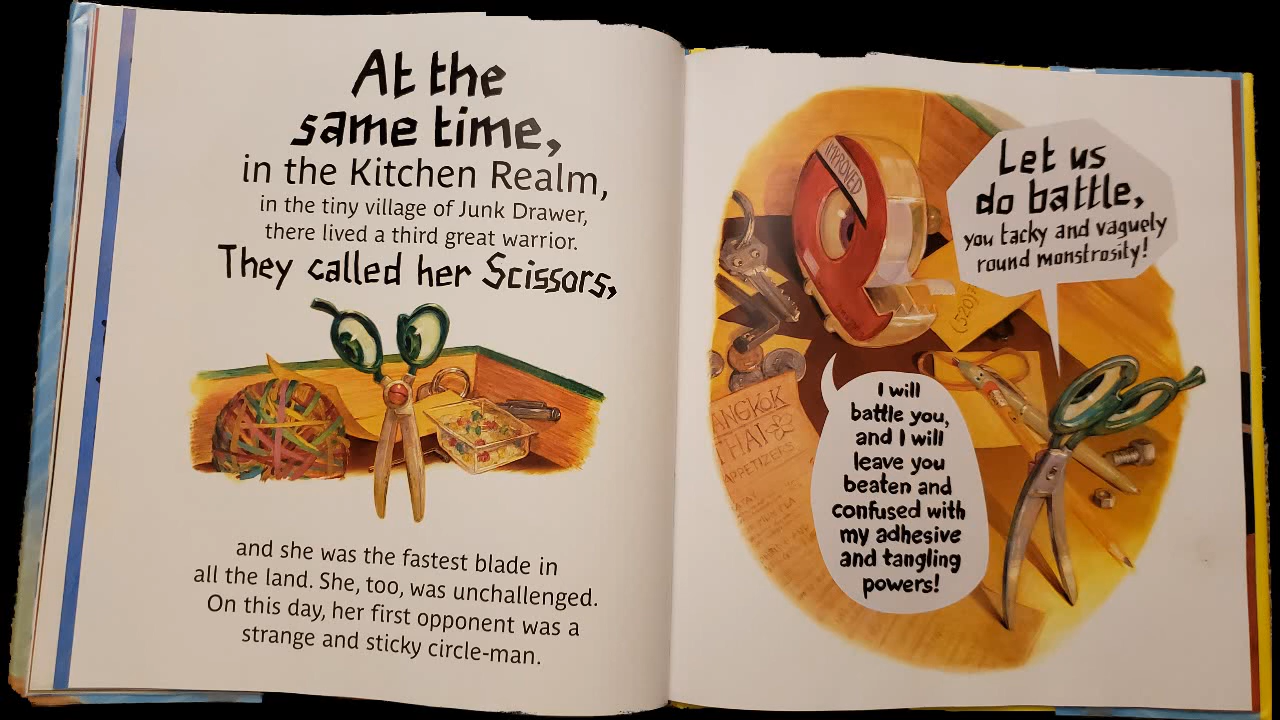 At the
same time,
in the Kitchen Realm,
in the tiny village of Junk Drawer,
there lived a third great warrior.
They called her Scissors,
and she was the fastest blade in
all the land. She, too, was unchallenged.
On this day, her first opponent was a
strange and sticky circle-man.
IMPROVED
Let us
do battle,
you tacky and vaguely
round monstrosity!
(520)
I will
battle you,
and I will
leave you
beaten and
confused with
my adhesive
and tangling
powers!
ANGKOK
THAI
APPETIZERS